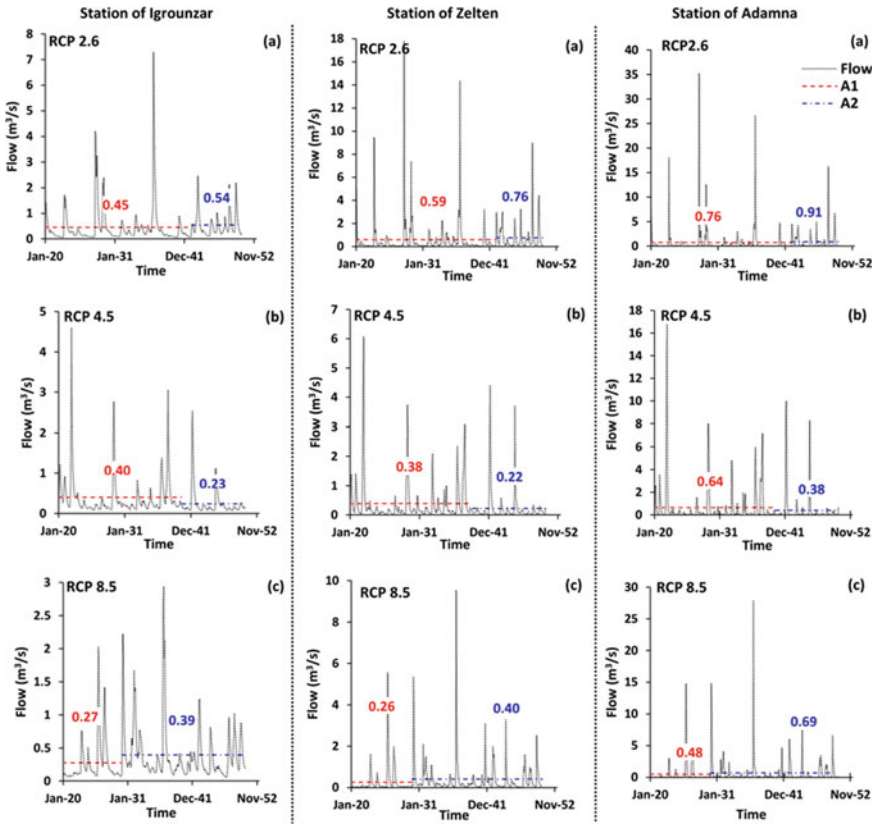 Station of Igrounzar
Station of Zelten
Station of Adamna
RCP 2.6
(a)
Flow (m³/s)
8
7
6
5
4
3
2
1
0
0.45
0.54
Jan-20
Jan-31
Dec-41
Nov-52
Time
RCP 2.6
(a)
18
16
14
12
10
8
6
4
2
0
0.59
0.76
Jan-20
Jan-31
Dec-41
Nov-52
Time
RCP2.6
(a)
Flow
A1
A2
40
35
30
25
20
15
10
5
0
0.76
0.91
Jan-20
Jan-31
Dec-41
Nov-52
Time
RCP 4.5
(b)
Flow (m³/s)
5
4
3
2
1
0
0.40
0.23
Jan-20
Jan-31
Dec-41
Nov-52
Time
RCP 4.5
(b)
7
6
5
4
3
2
1
0
0.38
0.22
Jan-20
Jan-31
Dec-41
Nov-52
Time
RCP 4.5
(b)
18
16
14
12
10
8
6
4
2
0
0.64
0.38
Jan-20
Jan-31
Dec-41
Nov-52
Time
RCP 8.5
(c)
Flow (m³/s)
3
2.5
2
1.5
1
0.5
0
0.27
0.39
Jan-20
Jan-31
Dec-41
Nov-52
Time
RCP 8.5
(c)
10
8
6
4
2
0
0.26
0.40
Jan-20
Jan-31
Dec-41
Nov-52
Time
RCP 8.5
(c)
30
25
20
15
10
5
0
0.48
0.69
Jan-20
Jan-31
Dec-41
Nov-52
Time